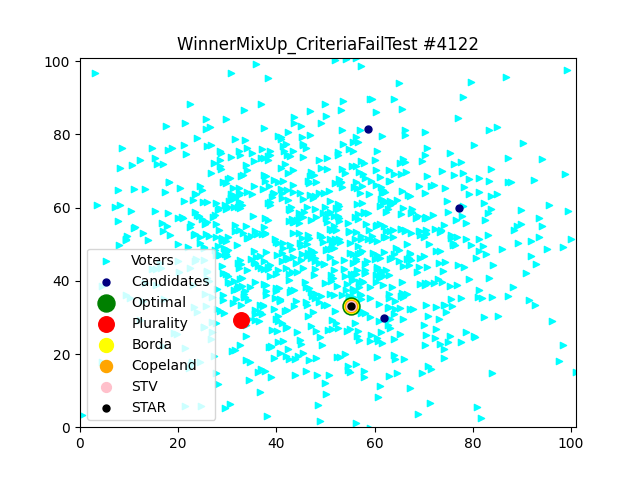 WinnerMixUp_CriteriaFailTest #4122
100
80
60
40
20
0
Voters
Candidates
Optimal
Plurality
Borda
Copeland
STV
STAR
0 20 40 60 80 100